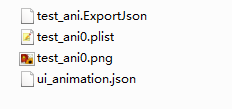 test_ani.ExportJson
test_ani0.plist
test_ani0.png
ui_animation.json